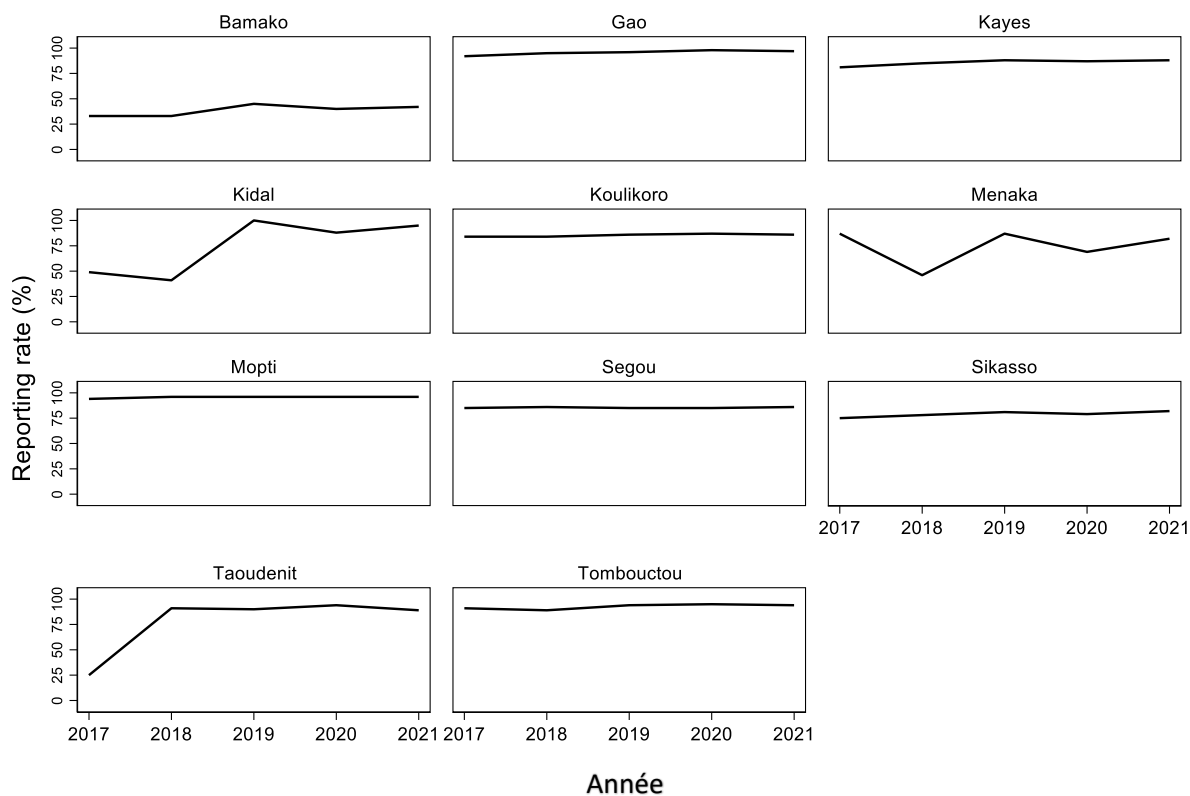 Bamako Gao Kayes
100
75
50
25
0
Kidal Koulikoro Menaka
100
75
50
25
0
Reporting rate (%)
Mopti Segou Sikasso
100
75
50
25
0
2017 2018 2019 2020 2021
Taoudenit Tombouctou
100
75
50
25
0
2017 2018 2019 2020 2021 2017 2018 2019 2020 2021
Année